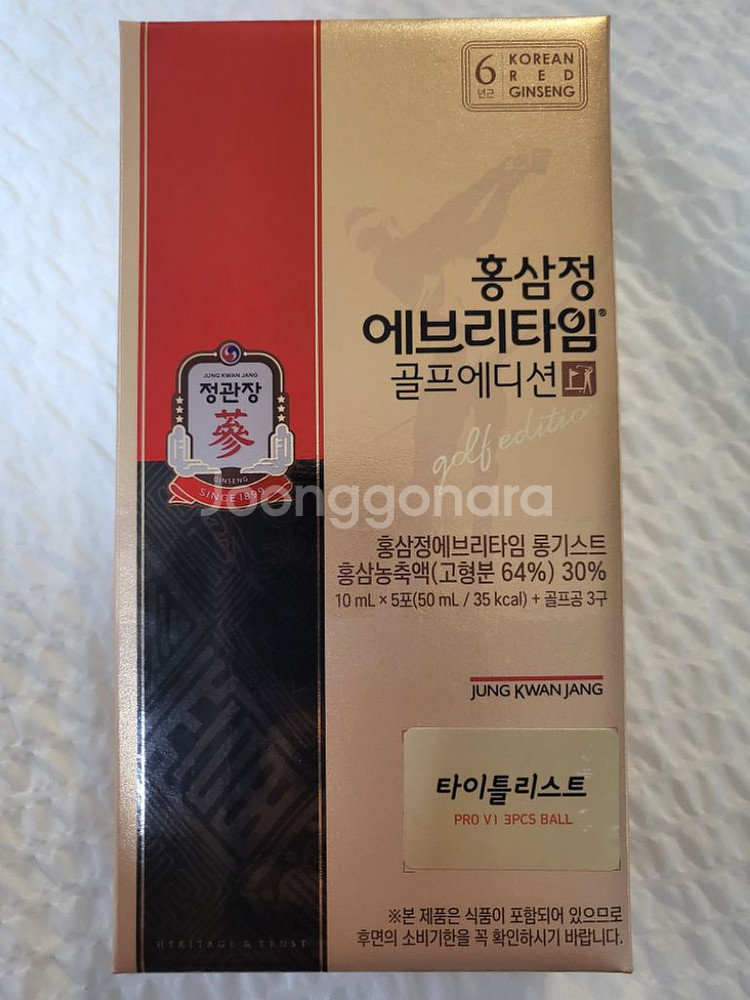 6
년근
KOREAN
RED
GINSENG
홍삼정
에브리타임®
골프에디션
golf edition
JUNG KWAN JANG
정관장
蔘
GINSENG
SINCE 1899
Joonggonara
홍삼정에브리타임 롱기스트
홍삼농축액(고형분 64%) 30%
10 mL × 5포(50 mL / 35 kcal) + 골프공 3구
JUNG KWAN JANG
타이틀리스트
PRO V1 3PCS BALL
※본 제품은 식품이 포함되어 있으므로
후면의 소비기한을 꼭 확인하시기 바랍니다.
HERITAGE & TRUST